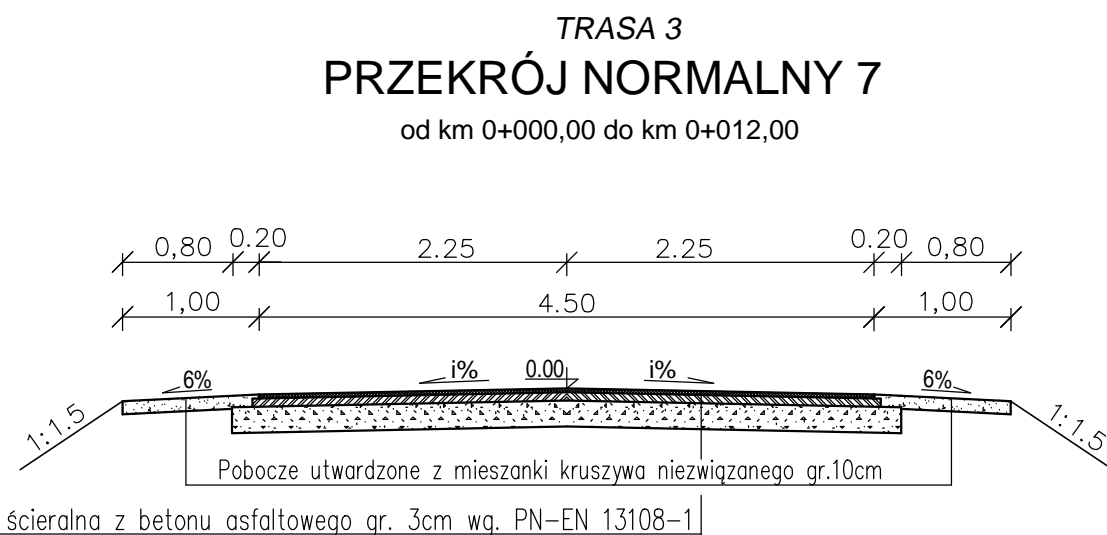 TRASA 3
PRZEKRÓJ NORMALNY 7
od km 0+000,00 do km 0+012,00
0,80 0.20 2.25 2.25 0.20 0,80
1,00 4.50 1,00
6% i% 0.00 i% 6%
1:1.5 1:1.5
Pobocze utwardzone z mieszanki kruszywa niezwiązanego gr.10cm
ścieralna z betonu asfaltowego gr. 3cm wg. PN-EN 13108-1